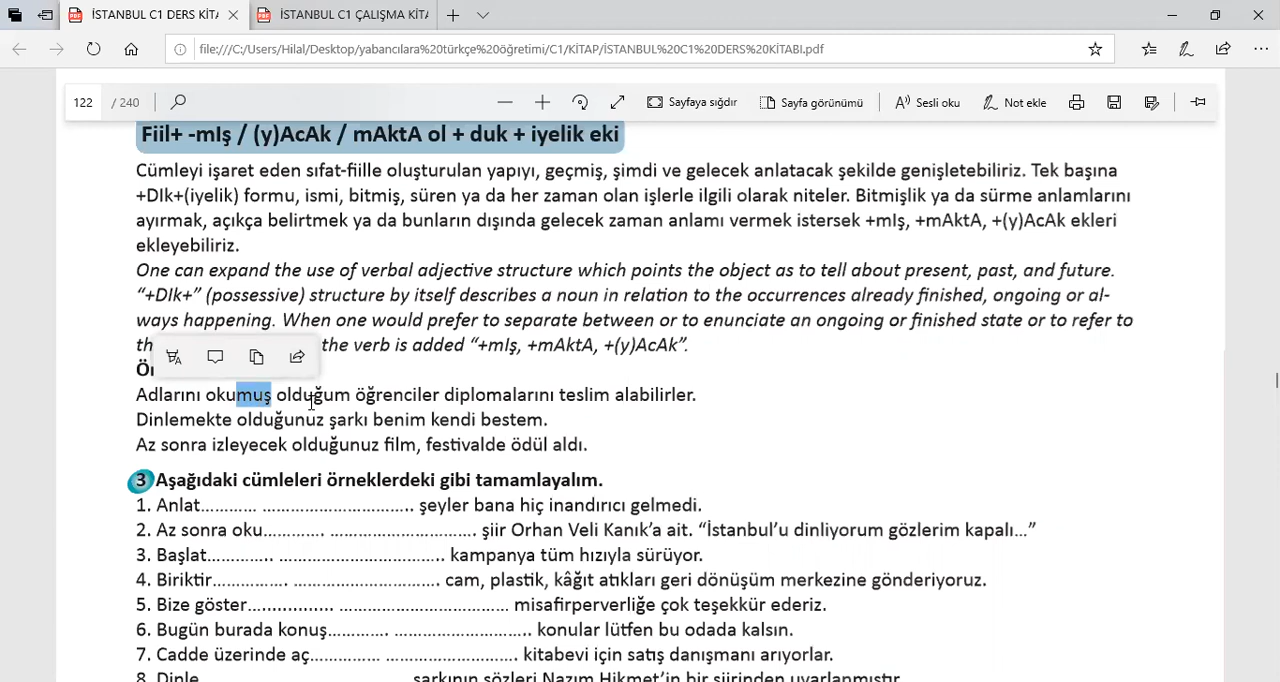 İSTANBUL C1 DERS KİTA
İSTANBUL C1 ÇALIŞMA KİTA
file:///C:/Users/Hilal/Desktop/yabancılara%20türkçe%20öğretimi/C1/KİTAP/İSTANBUL%20C1%20DERS%20KİTABI.pdf
122 / 240 Sayfaya sığdır Sayfa görünümü Sesli oku Not ekle
Fiil+ -mIş / (y)AcAk / mAktA ol + duk + iyelik eki
Cümleyi işaret eden sıfat-fiille oluşturulan yapıyı, geçmiş, şimdi ve gelecek anlatacak şekilde genişletebiliriz. Tek başına
+DIk+(iyelik) formu, ismi, bitmiş, süren ya da her zaman olan işlerle ilgili olarak niteler. Bitmişlik ya da sürme anlamlarını
ayırmak, açıkça belirtmek ya da bunların dışında gelecek zaman anlamı vermek istersek +mIş, +mAktA, +(y)AcAk ekleri
ekleyebiliriz.
One can expand the use of verbal adjective structure which points the object as to tell about present, past, and future.
“+DIk+” (possessive) structure by itself describes a noun in relation to the occurrences already finished, ongoing or al-
ways happening. When one would prefer to separate between or to enunciate an ongoing or finished state or to refer to
the verb is added “+mIş, +mAktA, +(y)AcAk”.
Adlarını okumuş olduğum öğrenciler diplomalarını teslim alabilirler.
Dinlemekte olduğunuz şarkı benim kendi bestem.
Az sonra izleyecek olduğunuz film, festivalde ödül aldı.
3 Aşağıdaki cümleleri örneklerdeki gibi tamamlayalım.
1. Anlat………… ………………………….. şeyler bana hiç inandırıcı gelmedi.
2. Az sonra oku…………. ………………………. şiir Orhan Veli Kanık’a ait. “İstanbul’u dinliyorum gözlerim kapalı…”
3. Başlat………….. ………………………….. kampanya tüm hızıyla sürüyor.
4. Biriktir……………. …………………………. cam, plastik, kâğıt atıkları geri dönüşüm merkezine gönderiyoruz.
5. Bize göster…............ ……………………………… misafirperverliğe çok teşekkür ederiz.
6. Bugün burada konuş…………. ……………………….. konular lütfen bu odada kalsın.
7. Cadde üzerinde aç………….. ………………………. kitabevi için satış danışmanı arıyorlar.
8. Dinle şarkının sözleri Nazım Hikmet’in bir şiirinden uyarlanmıştır.